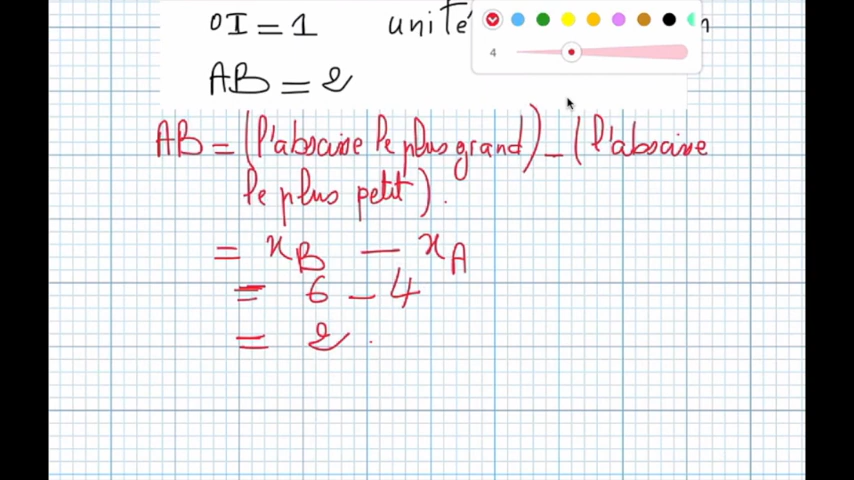 OI = 1 unité
AB = 2
4
AB = (l'abscisse le plus grand) - (l'abscisse
le plus petit).
= xB - xA
= 6 - 4
= 2.